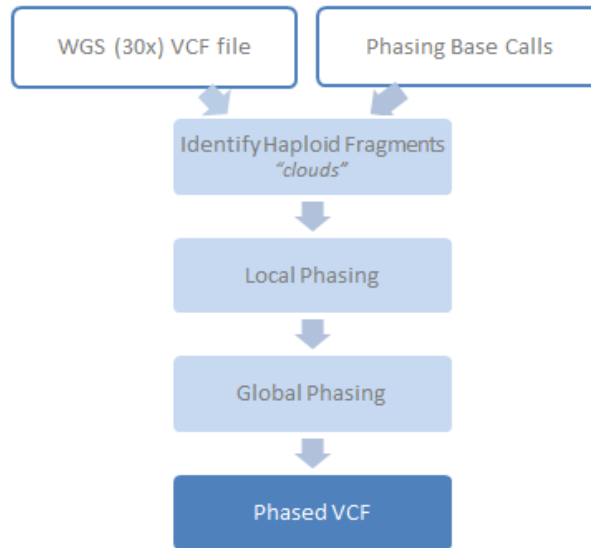 WGS (30x) VCF file
Phasing Base Calls
Identify Haploid Fragments
“clouds”
Local Phasing
Global Phasing
Phased VCF